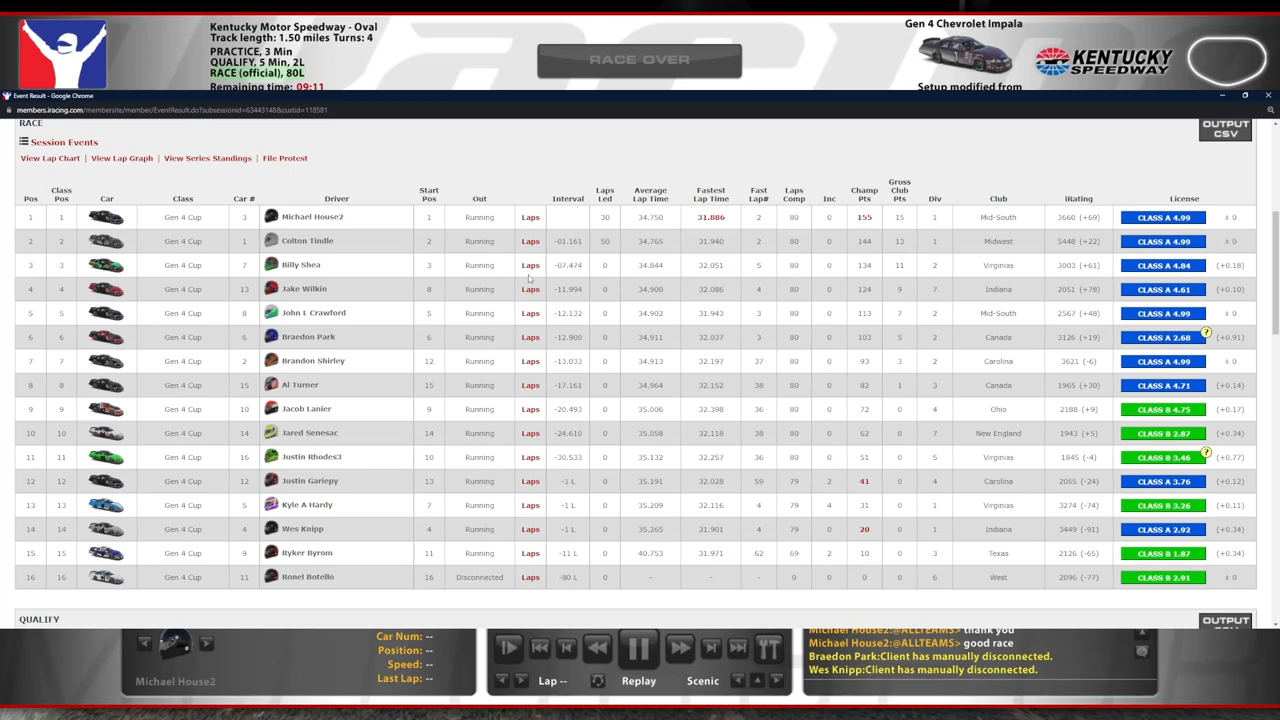 Kentucky Motor Speedway - Oval
Track length: 1.50 miles Turns: 4
PRACTICE, 3 Min
QUALIFY, 5 Min, 2L
RACE (official), 80L
Remaining time: 09:11
RACE OVER
Gen 4 Chevrolet Impala
KENTUCKY
SPEEDWAY
Setup modified from
Event Result - Google Chrome
members.iracing.com/membersite/member/EventResult.do?subsessionid=63443148&custid=118581
RACE
OUTPUT
CSV
Session Events
View Lap Chart | View Lap Graph | View Series Standings | File Protest
Pos Class Pos Car Class Car # Driver Start Pos Out Interval Laps Led Average Lap Time Fastest Lap Time Fast Lap# Laps Comp Inc Champ Pts Gross Club Pts Div Club iRating License
1 1 Gen 4 Cup 3 Michael House2 1 Running Laps 30 34.750 31.886 2 80 0 155 15 1 Mid-South 3660 (+69) CLASS A 4.99 ± 0
2 2 Gen 4 Cup 1 Colton Tindle 2 Running Laps -01.161 50 34.765 31.940 2 80 0 144 13 1 Midwest 5448 (+22) CLASS A 4.99 ± 0
3 3 Gen 4 Cup 7 Billy Shea 3 Running Laps -07.474 0 34.844 32.051 5 80 0 134 11 2 Virginias 3003 (+61) CLASS A 4.84 (+0.18)
4 4 Gen 4 Cup 13 Jake Wilkin 8 Running Laps -11.994 0 34.900 32.086 4 80 0 124 9 7 Indiana 2051 (+78) CLASS A 4.61 (+0.10)
5 5 Gen 4 Cup 8 John L Crawford 5 Running Laps -12.132 0 34.902 31.943 3 80 0 113 7 2 Mid-South 2567 (+48) CLASS A 4.99 ± 0
6 6 Gen 4 Cup 6 Braedon Park 6 Running Laps -12.900 0 34.911 32.037 3 80 0 103 5 2 Canada 3126 (+19) CLASS A 2.68 ? (+0.91)
7 7 Gen 4 Cup 2 Brandon Shirley 12 Running Laps -13.033 0 34.913 32.197 37 80 0 93 3 2 Carolina 3621 (-6) CLASS A 4.99 ± 0
8 8 Gen 4 Cup 15 Al Turner 15 Running Laps -17.161 0 34.964 32.152 38 80 0 82 1 3 Canada 1965 (+30) CLASS A 4.71 (+0.14)
9 9 Gen 4 Cup 10 Jacob Lanier 9 Running Laps -20.493 0 35.006 32.398 36 80 0 72 0 4 Ohio 2188 (+9) CLASS B 4.75 (+0.17)
10 10 Gen 4 Cup 14 Jared Senesac 14 Running Laps -24.610 0 35.058 32.118 38 80 0 62 0 7 New England 1943 (+5) CLASS B 2.87 (+0.34)
11 11 Gen 4 Cup 16 Justin Rhodes3 10 Running Laps -30.533 0 35.132 32.257 36 80 0 51 0 5 Virginias 1845 (-4) CLASS B 3.46 ? (+0.77)
12 12 Gen 4 Cup 12 Justin Gariepy 13 Running Laps -1 L 0 35.191 32.028 59 79 2 41 0 4 Carolina 2065 (-24) CLASS A 3.76 (+0.12)
13 13 Gen 4 Cup 5 Kyle A Hardy 7 Running Laps -1 L 0 35.209 32.116 4 79 4 31 0 1 Virginias 3274 (-74) CLASS B 3.26 (+0.11)
14 14 Gen 4 Cup 4 Wes Knipp 4 Running Laps -1 L 0 35.265 31.901 4 79 0 20 0 1 Indiana 3449 (-91) CLASS A 2.92 (+0.34)
15 15 Gen 4 Cup 9 Ryker Byrom 11 Running Laps -11 L 0 40.753 31.971 62 69 2 10 0 3 Texas 2126 (-65) CLASS B 1.87 (+0.34)
16 16 Gen 4 Cup 11 Ronel Botello 16 Disconnected Laps -80 L 0 - - - 0 0 0 0 6 West 2096 (-77) CLASS B 2.91 ± 0
QUALIFY
OUTPUT
Michael House2
Car Num: --
Position: --
Speed: --
Last Lap: --
Lap -- Replay Scenic
Michael House2:@ALLTEAMS> thank you
Michael House2:@ALLTEAMS> good race
Braedon Park:Client has manually disconnected.
Wes Knipp:Client has manually disconnected.